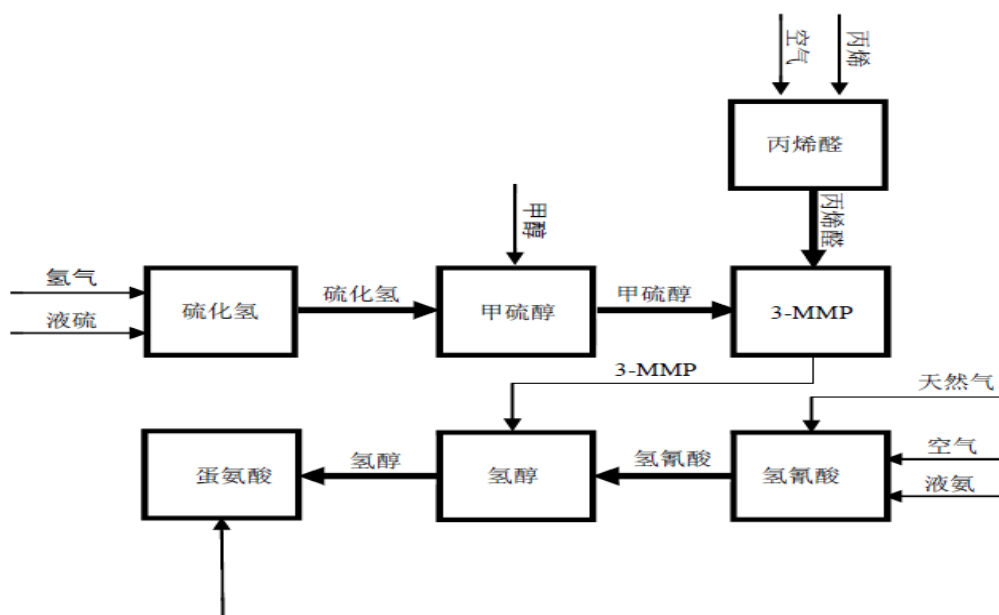 空气
丙烯
丙烯醛
丙烯醛
甲醇
氢气
液硫
硫化氢
硫化氢
甲硫醇
甲硫醇
3-MMP
3-MMP
天然气
蛋氨酸
氢醇
氢醇
氢氰酸
氢氰酸
空气
液氨